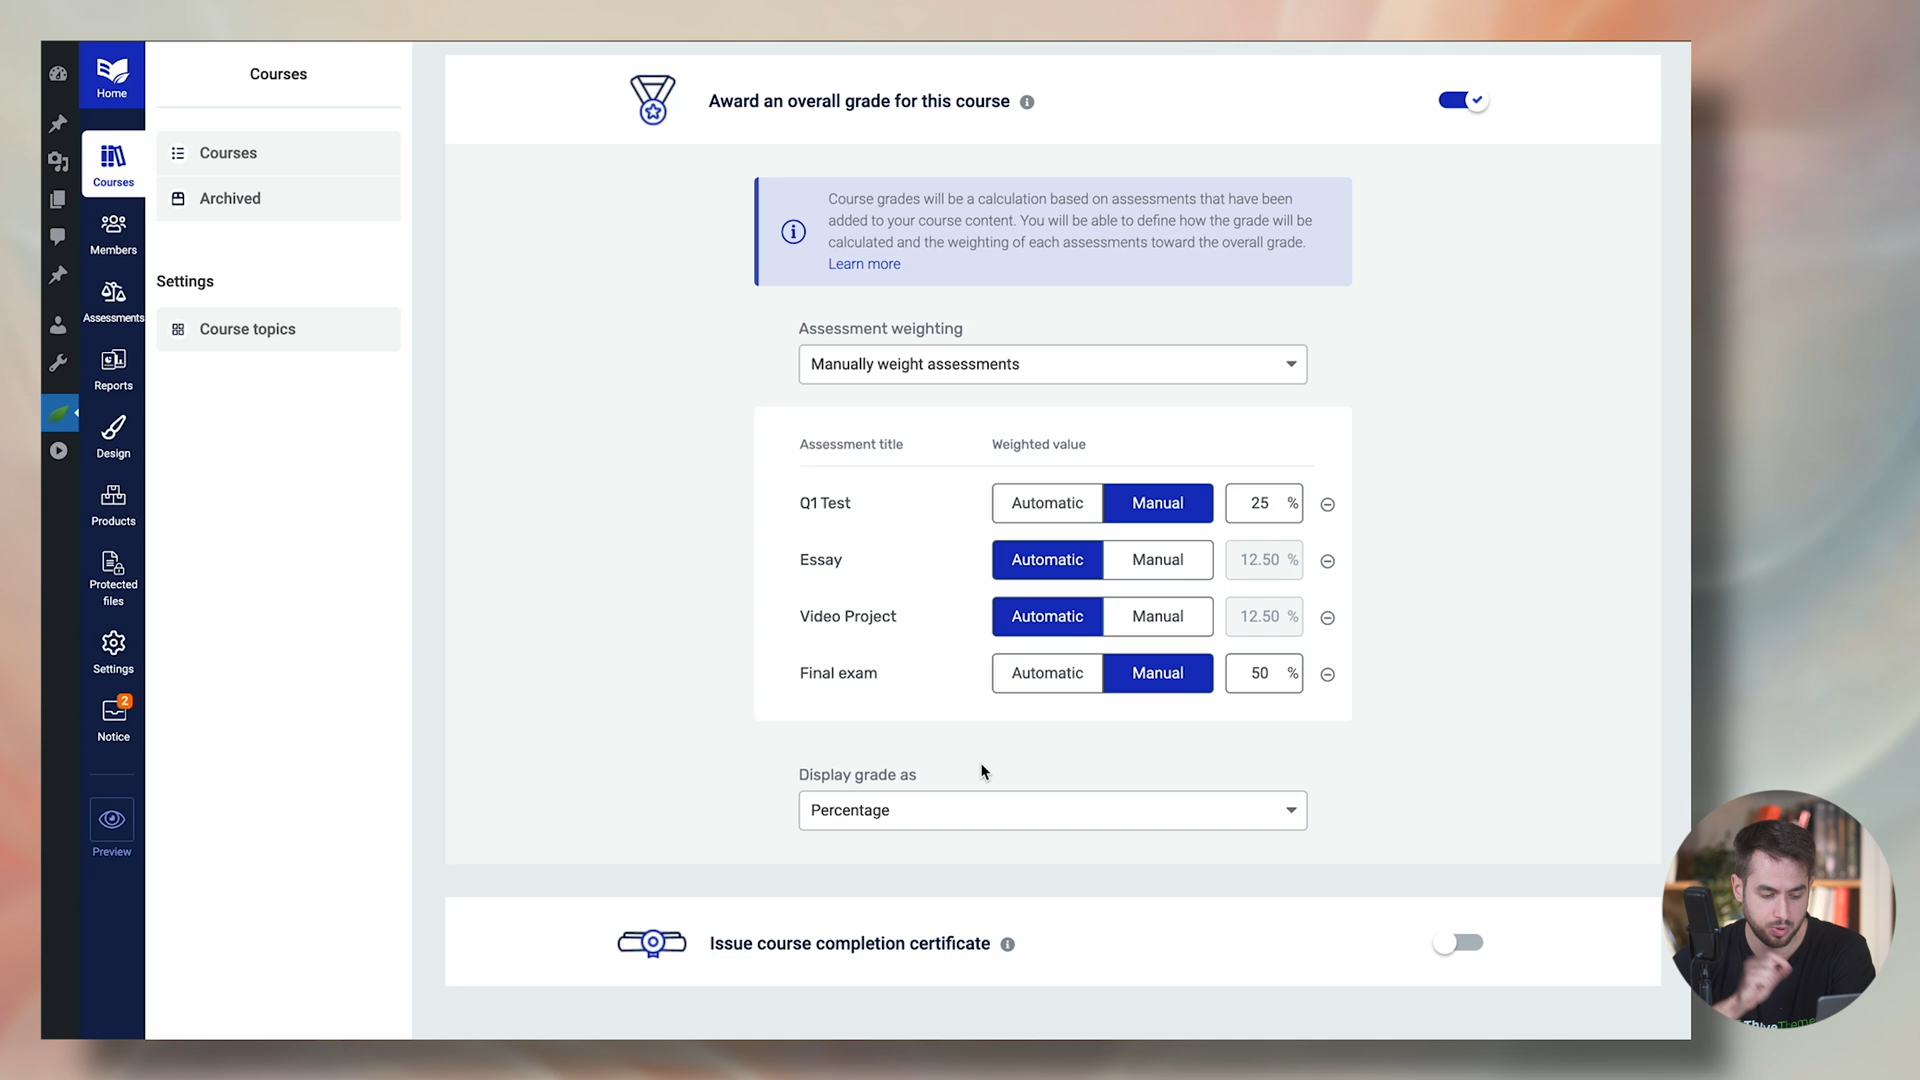 Home
Courses
Members
Assessments
Reports
Design
Products
Protected
files
Settings
2
Notice
Preview
Courses
Courses
Archived
Settings
Course topics
Award an overall grade for this course
Course grades will be a calculation based on assessments that have been
added to your course content. You will be able to define how the grade will be
calculated and the weighting of each assessments toward the overall grade.
Learn more
Assessment weighting
Manually weight assessments
Assessment title Weighted value
Q1 Test Automatic Manual 25 %
Essay Automatic Manual 12.50 %
Video Project Automatic Manual 12.50 %
Final exam Automatic Manual 50 %
Display grade as
Percentage
Issue course completion certificate